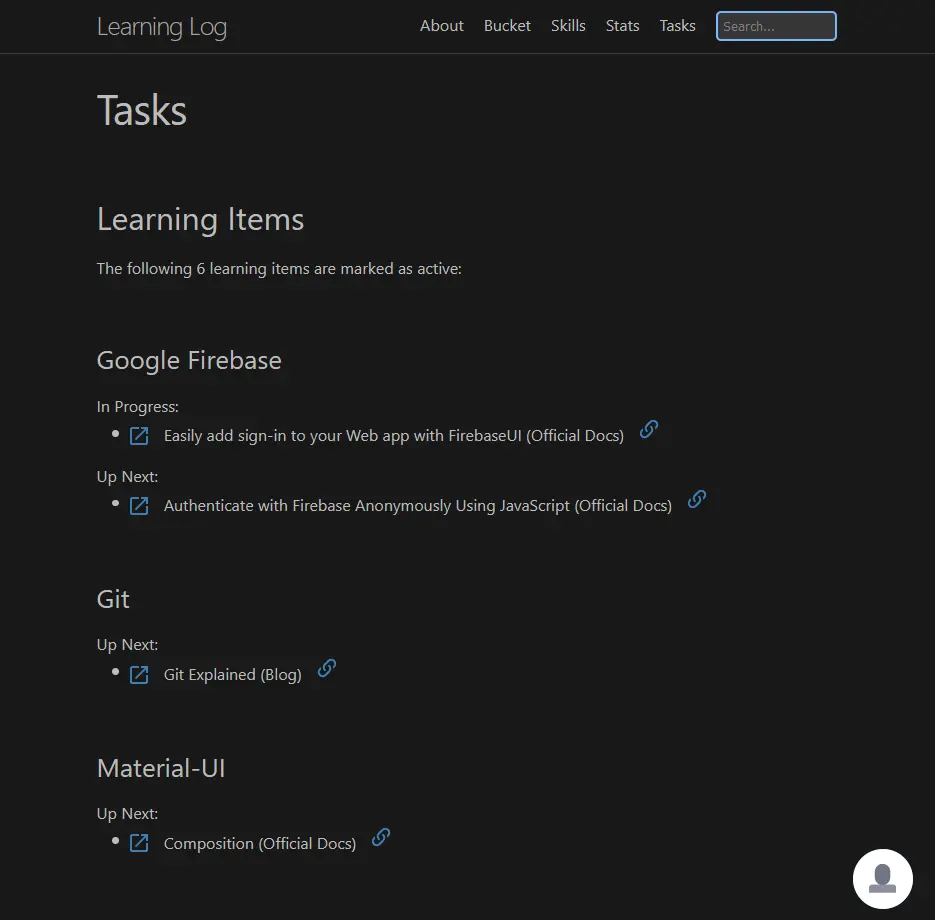 Learning Log
About Bucket Skills Stats Tasks Search...
Tasks
Learning Items
The following 6 learning items are marked as active:
Google Firebase
In Progress:
Easily add sign-in to your Web app with FirebaseUI (Official Docs)
Up Next:
Authenticate with Firebase Anonymously Using JavaScript (Official Docs)
Git
Up Next:
Git Explained (Blog)
Material-UI
Up Next:
Composition (Official Docs)